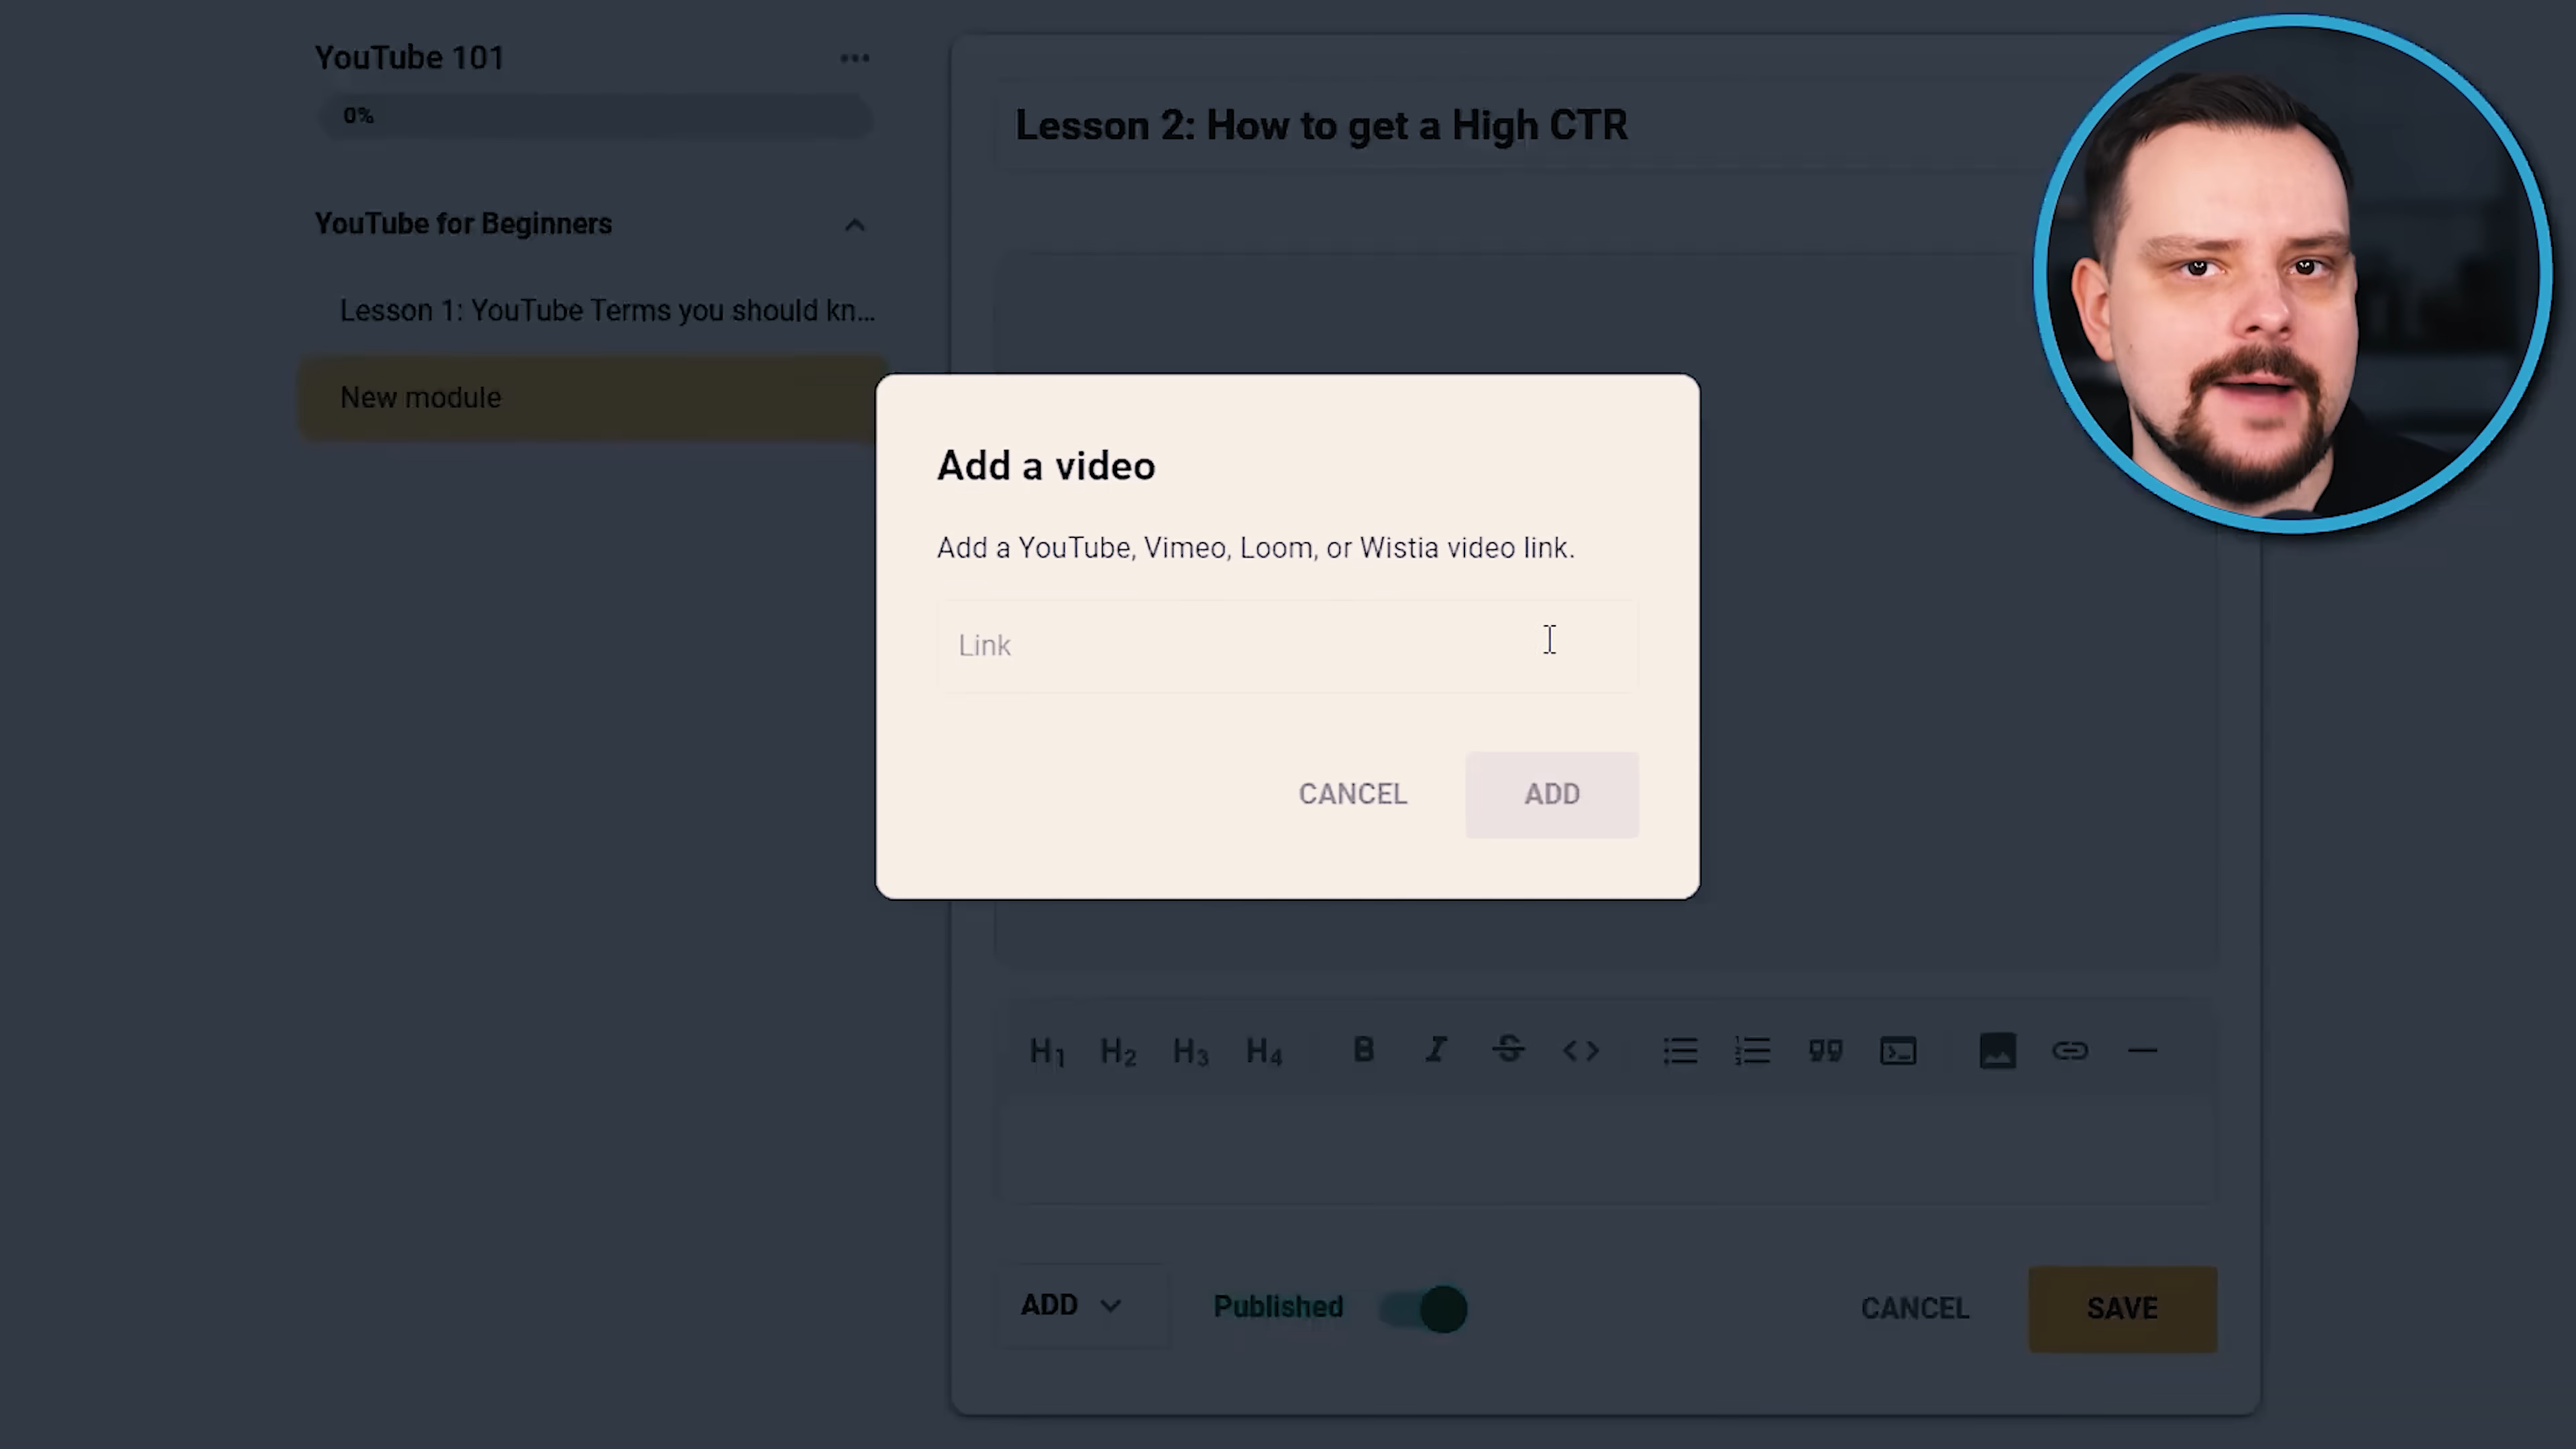 YouTube 101
0%
YouTube for Beginners
Lesson 1: YouTube Terms you should kn...
New module
Lesson 2: How to get a High CTR
Add a video
Add a YouTube, Vimeo, Loom, or Wistia video link.
Link
CANCEL
ADD
H1 H2 H3 H4 B I S
ADD
Published
CANCEL
SAVE